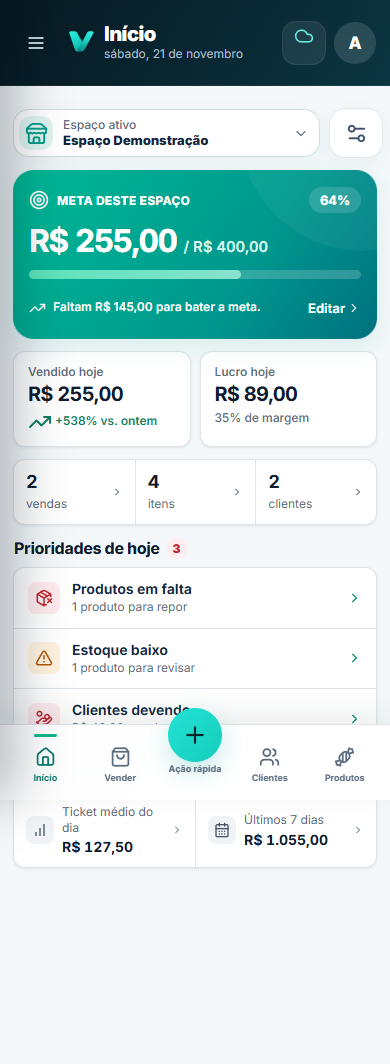 Início
sábado, 21 de novembro
A
Espaço ativo
Espaço Demonstração
META DESTE ESPAÇO
64%
R$ 255,00 / R$ 400,00
Faltam R$ 145,00 para bater a meta.
Editar
Vendido hoje
R$ 255,00
+538% vs. ontem
Lucro hoje
R$ 89,00
35% de margem
2
vendas
4
itens
2
clientes
Prioridades de hoje 3
Produtos em falta
1 produto para repor
Estoque baixo
1 produto para revisar
Clientes devendo
Início
Vender
Ação rápida
Clientes
Produtos
Ticket médio do
dia
R$ 127,50
Últimos 7 dias
R$ 1.055,00